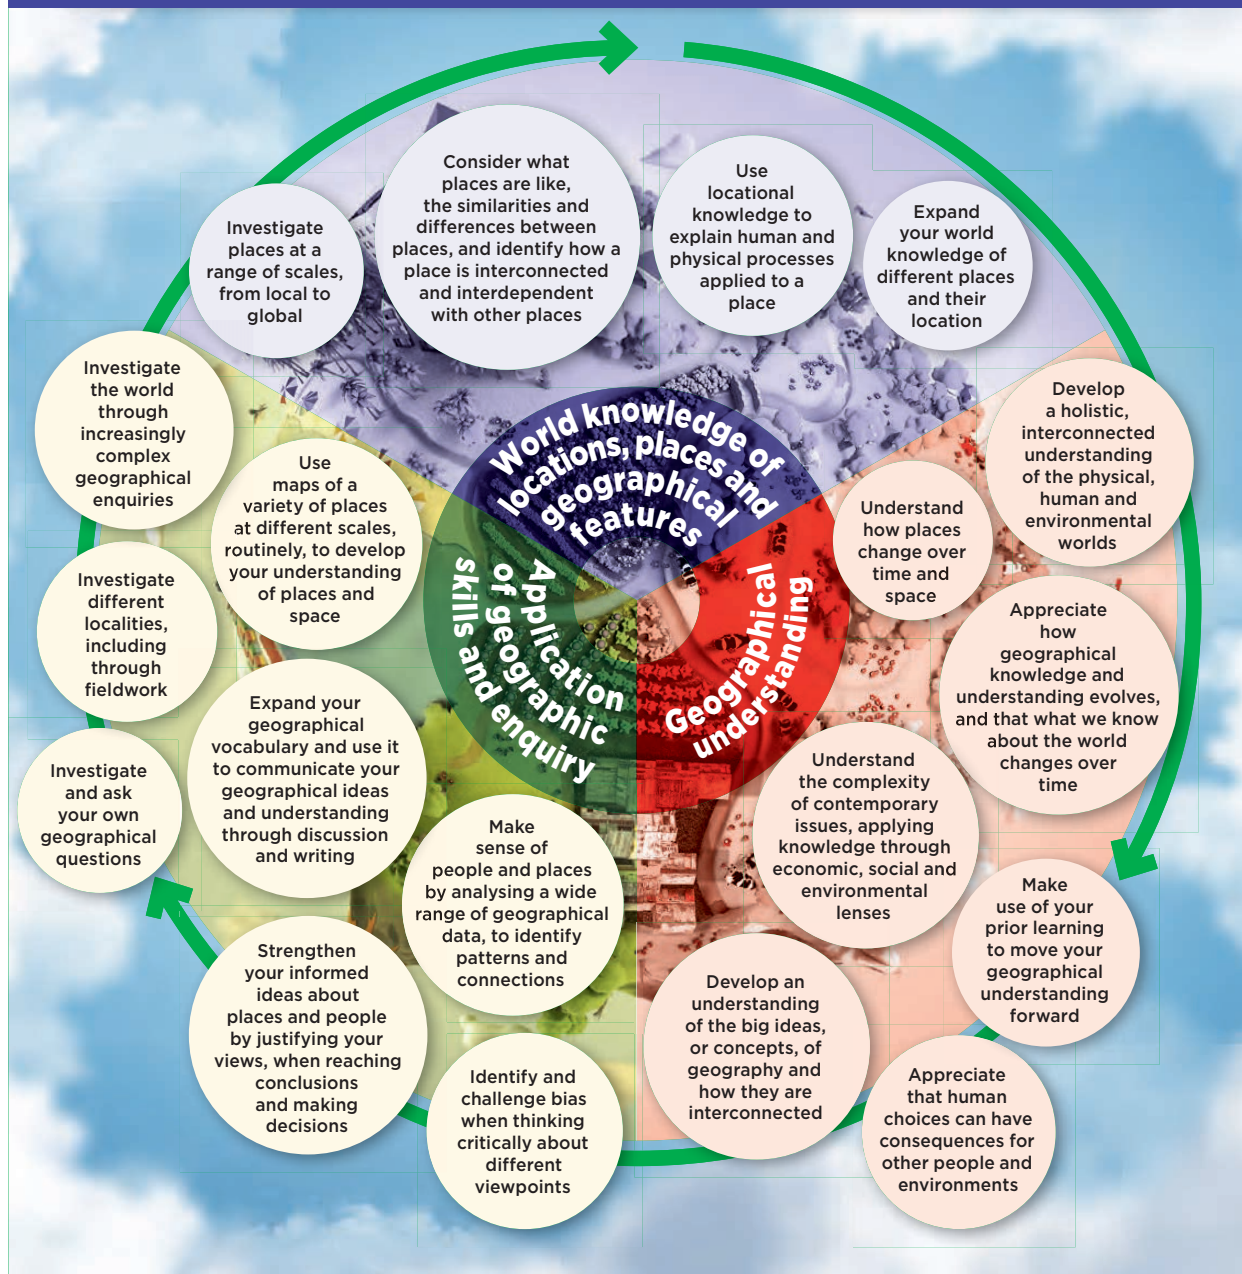 World knowledge of
locations, places and
geographical
features
Investigate
places at a
range of scales,
from local to
global
Consider what
places are like,
the similarities and
differences between
places, and identify how a
place is interconnected
and interdependent
with other places
Use
locational
knowledge to
explain human and
physical processes
applied to a
place
Expand
your world
knowledge of
different places
and their
location
Geographical
understanding
Develop
a holistic,
interconnected
understanding
of the physical,
human and
environmental
worlds
Understand
how places
change over
time and
space
Appreciate
how
geographical
knowledge and
understanding evolves,
and that what we know
about the world
changes over
time
Understand
the complexity
of contemporary
issues, applying
knowledge through
economic, social and
environmental
lenses
Make
use of your
prior learning
to move your
geographical
understanding
forward
Develop an
understanding
of the big ideas,
or concepts, of
geography and
how they are
interconnected
Appreciate
that human
choices can have
consequences for
other people and
environments
Application
of geographic
skills and enquiry
Investigate
the world
through
increasingly
complex
geographical
enquiries
Use
maps of a
variety of places
at different scales,
routinely, to develop
your understanding
of places and
space
Investigate
different
localities,
including
through
fieldwork
Expand your
geographical
vocabulary and use it
to communicate your
geographical ideas
and understanding
through discussion
and writing
Investigate
and ask
your own
geographical
questions
Make
sense of
people and places
by analysing a wide
range of geographical
data, to identify
patterns and
connections
Strengthen
your informed
ideas about
places and people
by justifying your
views, when reaching
conclusions
and making
decisions
Identify and
challenge bias
when thinking
critically about
different
viewpoints